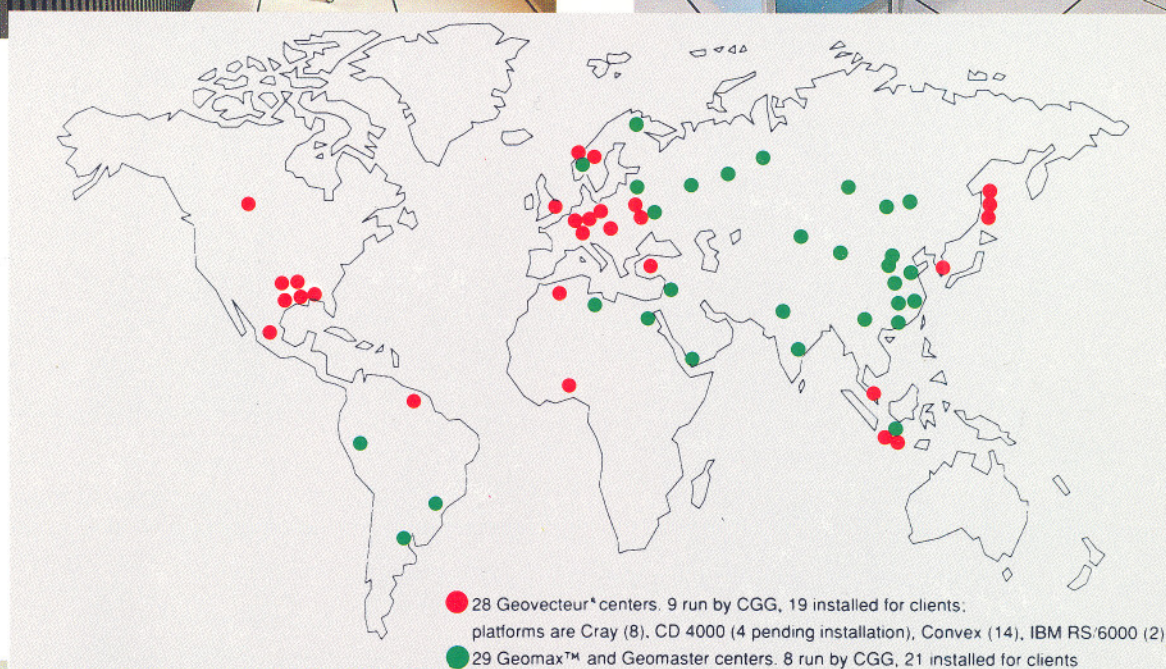 28 Geovecteur® centers. 9 run by CGG, 19 installed for clients;
platforms are Cray (8), CD 4000 (4 pending installation), Convex (14), IBM RS/6000 (2)
29 Geomax™ and Geomaster centers. 8 run by CGG, 21 installed for clients